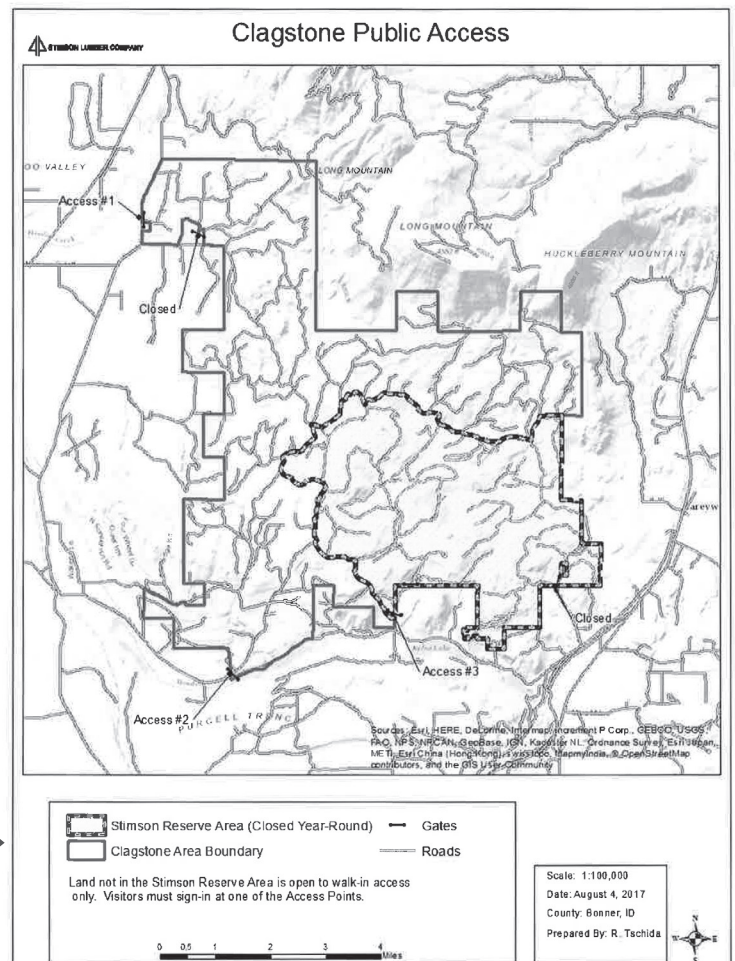 Clagstone Public Access
STIMSON LUMBER COMPANY
OO VALLEY
LONG MOUNTAIN
Access #1
LONG MOUNTAIN
HUCKLEBERRY MOUNTAIN
Closed
areyw
Closed
Access #3
Access #2
PURCELL TRENC
Sources: Esri, HERE, DeLorme, Intermap, increment P Corp., GEBCO, USGS,
FAO, NPS, NRCAN, GeoBase, IGN, Kadaster NL, Ordnance Survey, Esri Japan,
METI, Esri China (Hong Kong), swisstopo, MapmyIndia, © OpenStreetMap
contributors, and the GIS User Community
Stimson Reserve Area (Closed Year-Round)
Gates
Clagstone Area Boundary
Roads
Land not in the Stimson Reserve Area is open to walk-in access
only. Visitors must sign-in at one of the Access Points.
0 0.5 1 2 3 4
Miles
Scale: 1:100,000
Date: August 4, 2017
County: Bonner, ID
Prepared By: R. Tschida
N
W E
S